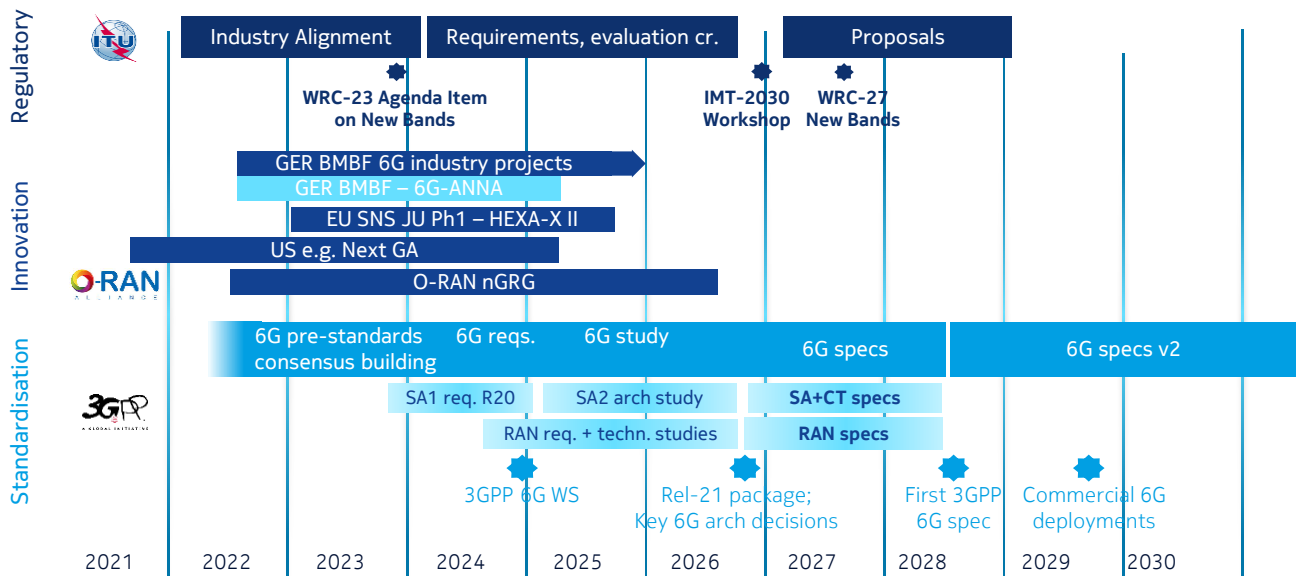 Regulatory
ITU
Industry Alignment
Requirements, evaluation cr.
Proposals
WRC-23 Agenda Item
on New Bands
IMT-2030
Workshop
WRC-27
New Bands
Innovation
GER BMBF 6G industry projects
GER BMBF – 6G-ANNA
EU SNS JU Ph1 – HEXA-X II
US e.g. Next GA
O-RAN
ALLIANCE
O-RAN nGRG
Standardisation
6G pre-standards
consensus building
6G reqs.
6G study
6G specs
6G specs v2
3GPP
A GLOBAL INITIATIVE
SA1 req. R20
SA2 arch study
SA+CT specs
RAN req. + techn. studies
RAN specs
3GPP 6G WS
Rel-21 package;
Key 6G arch decisions
First 3GPP
6G spec
Commercial 6G
deployments
2021
2022
2023
2024
2025
2026
2027
2028
2029
2030